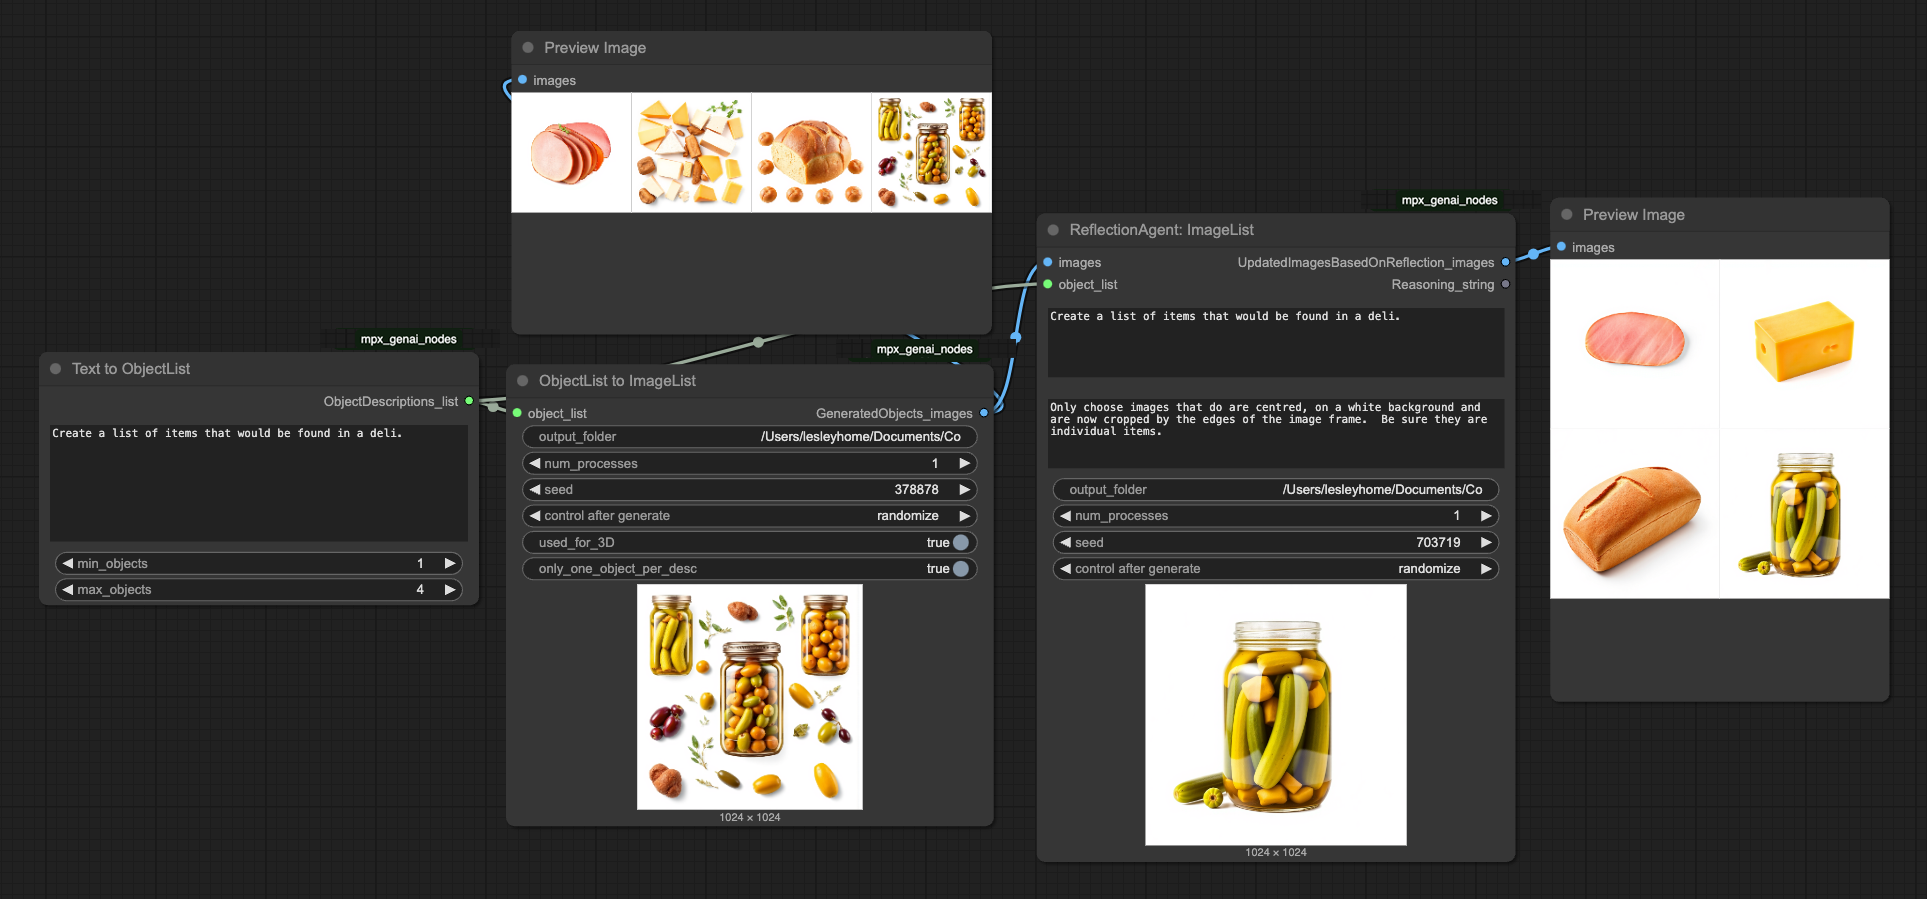 Preview Image
images
mpx_genai_nodes
Text to ObjectList
ObjectDescriptions_list
Create a list of items that would be found in a deli.
min_objects 1
max_objects 4
mpx_genai_nodes
ObjectList to ImageList
object_list GeneratedObjects_images
output_folder /Users/lesleyhome/Documents/Co
num_processes 1
seed 378878
control after generate randomize
used_for_3D true
only_one_object_per_desc true
1024 × 1024
mpx_genai_nodes
ReflectionAgent: ImageList
images UpdatedImagesBasedOnReflection_images
object_list Reasoning_string
Create a list of items that would be found in a deli.
Only choose images that do are centred, on a white background and
are now cropped by the edges of the image frame.  Be sure they are
individual items.
output_folder /Users/lesleyhome/Documents/Co
num_processes 1
seed 703719
control after generate randomize
1024 × 1024
Preview Image
images